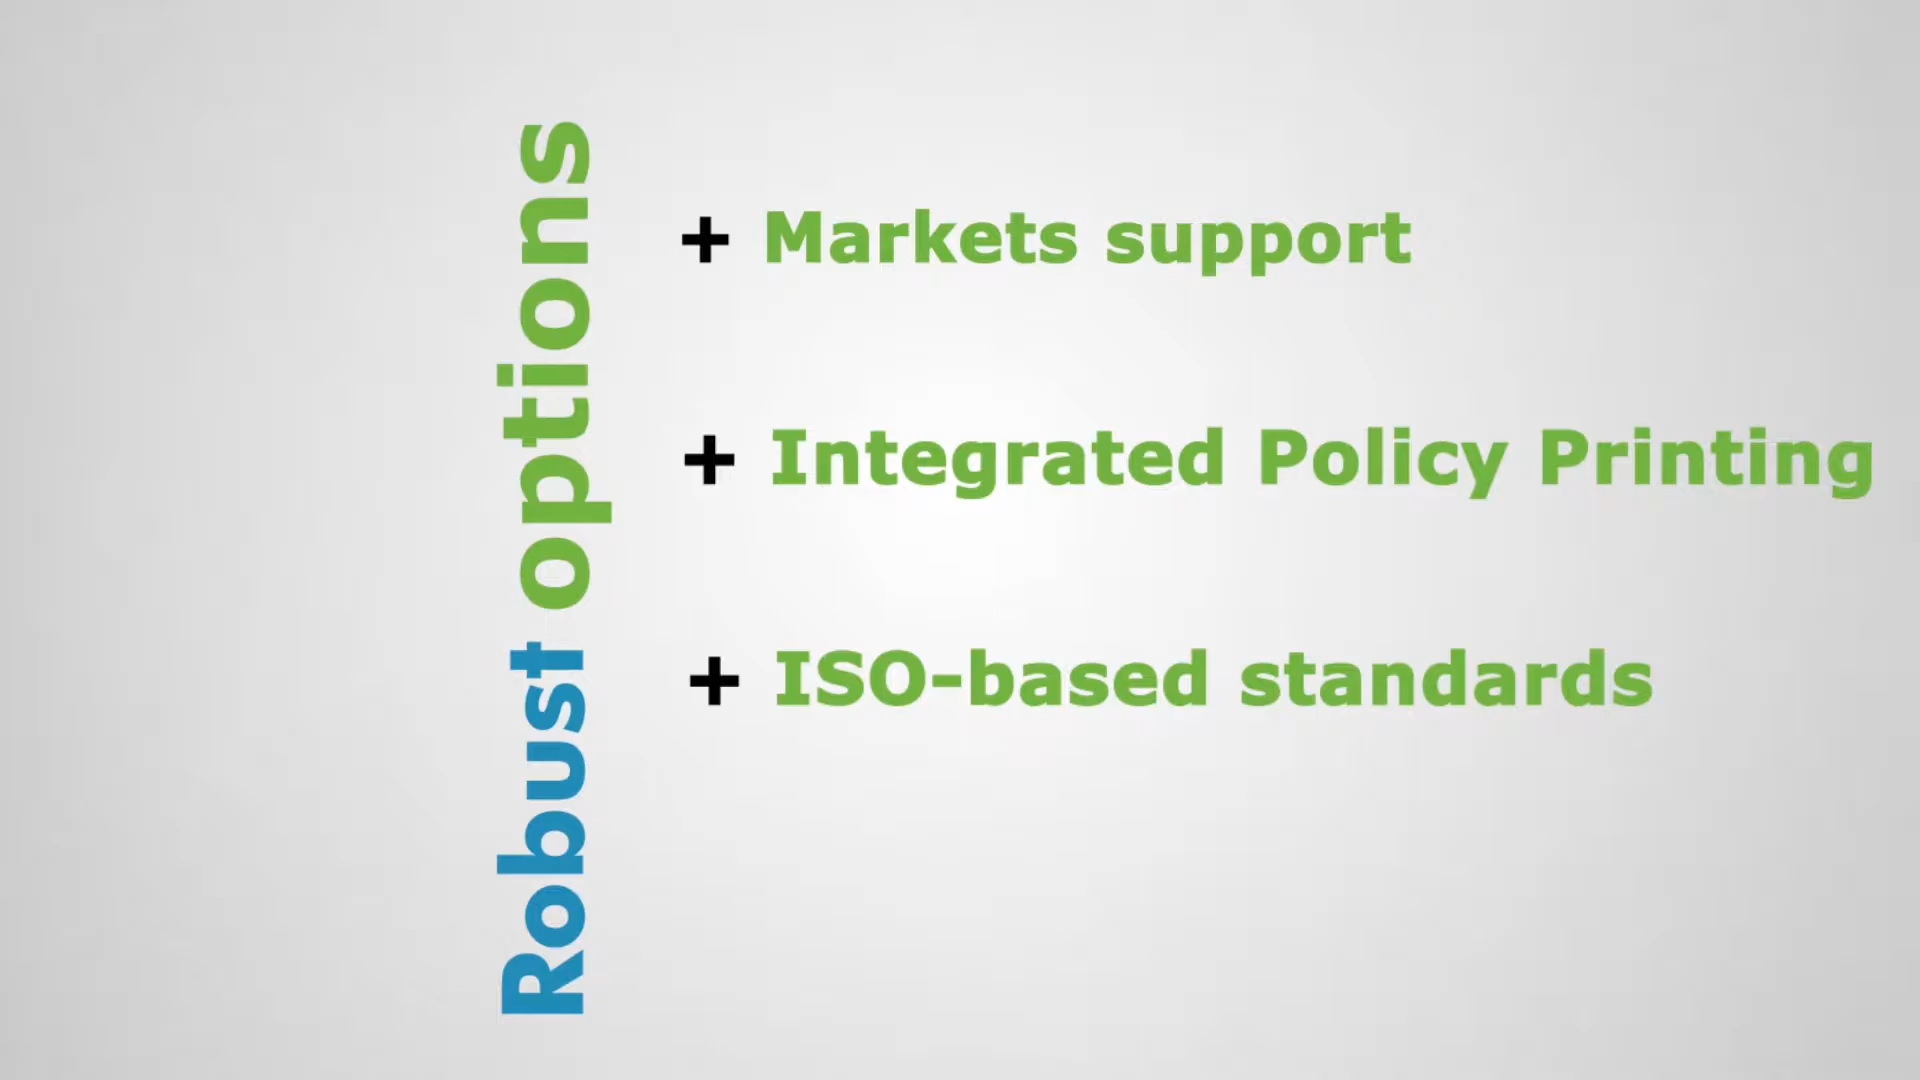 Robust options
+ Markets support
+ Integrated Policy Printing
+ ISO-based standards